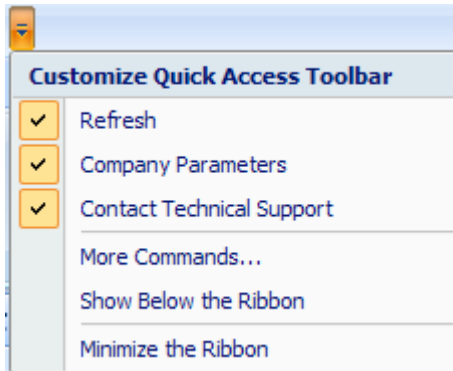 Customize Quick Access Toolbar
Refresh
Company Parameters
Contact Technical Support
More Commands...
Show Below the Ribbon
Minimize the Ribbon